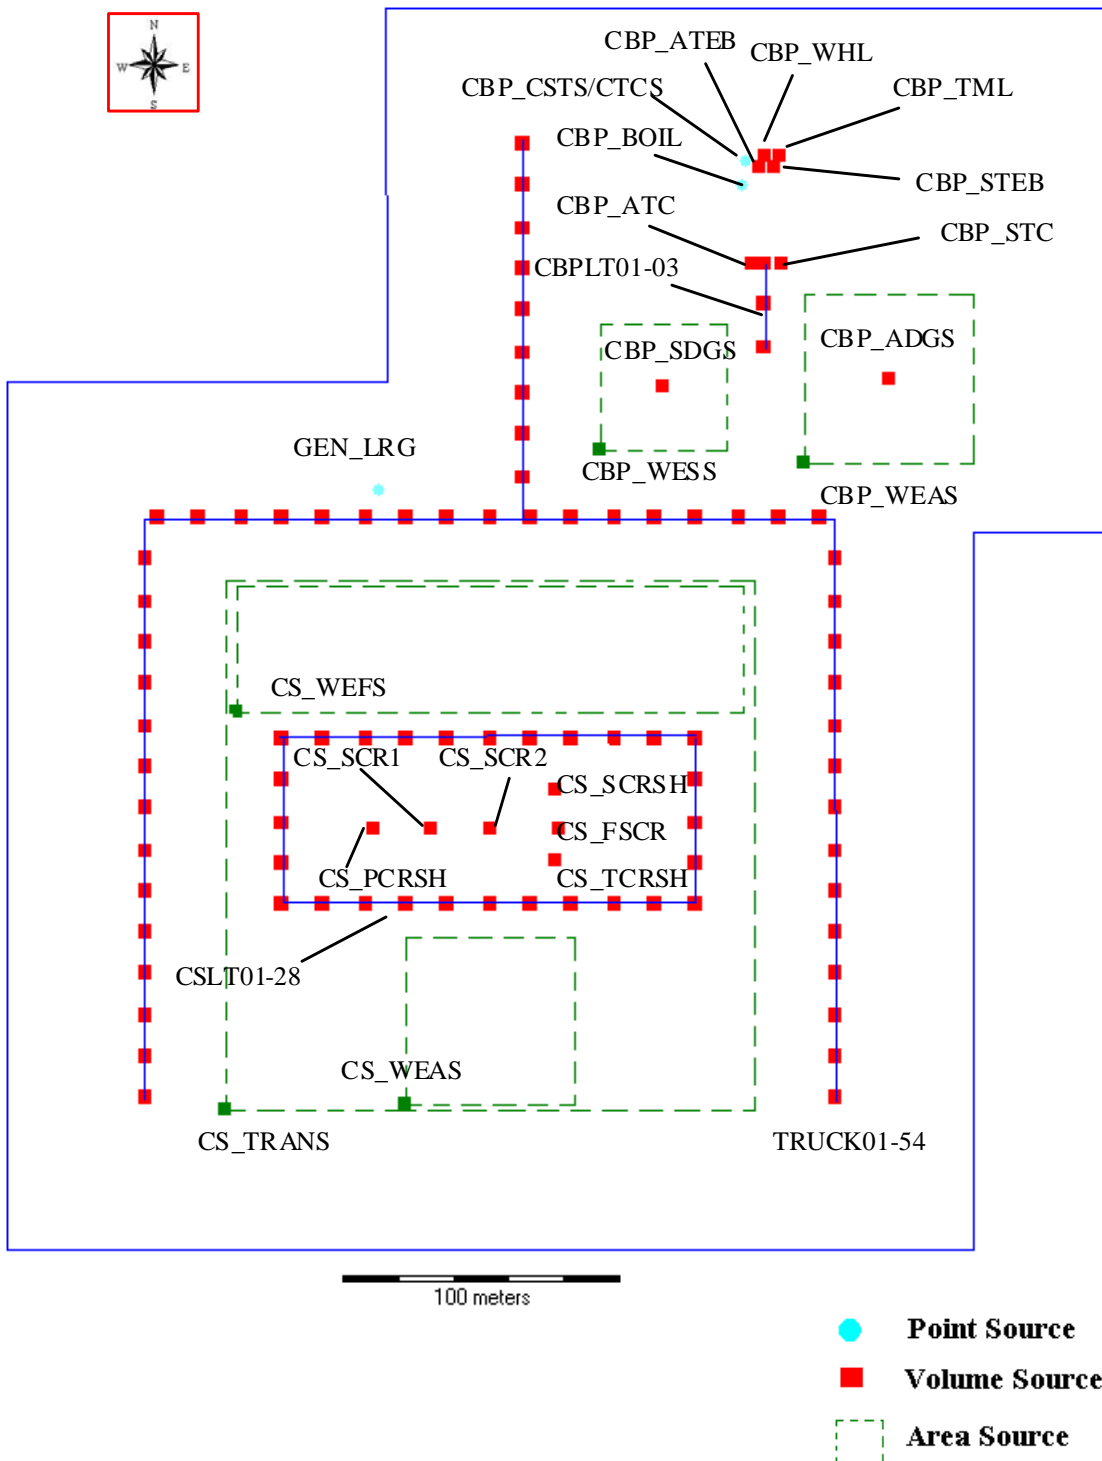 N
W E
S
CBP_ATEB
CBP_WHL
CBP_CSTS/CTCS
CBP_TML
CBP_BOIL
CBP_STEB
CBP_ATC
CBP_STC
CBPLT01-03
CBP_SDGS
CBP_ADGS
GEN_LRG
CBP_WESS
CBP_WEAS
CS_WEFS
CS_SCR1
CS_SCR2
CS_SCRSH
CS_FSCR
CS_PCRSH
CS_TCRSH
CSLT01-28
CS_WEAS
CS_TRANS
TRUCK01-54
100 meters
Point Source
Volume Source
Area Source